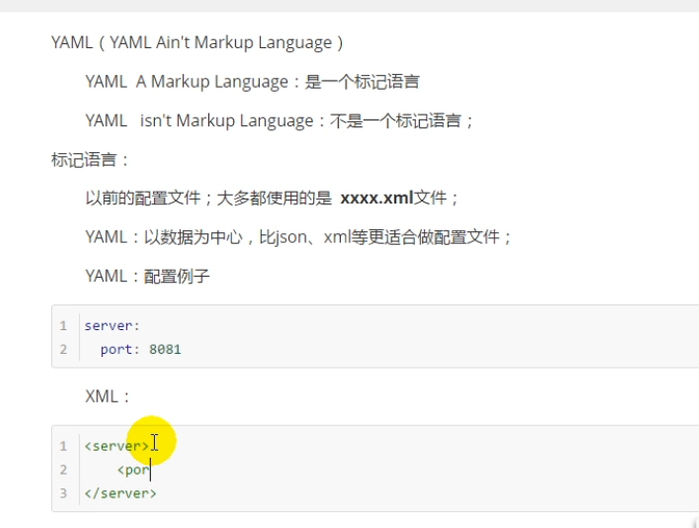 YAML（YAML Ain't Markup Language）
YAML A Markup Language：是一个标记语言
YAML isn't Markup Language：不是一个标记语言；
标记语言：
以前的配置文件；大多都使用的是 xxxx.xml文件；
YAML：以数据为中心，比json、xml等更适合做配置文件；
YAML：配置例子
1 server:
2   port: 8081
XML：
1 <server>
2     <por
3 </server>